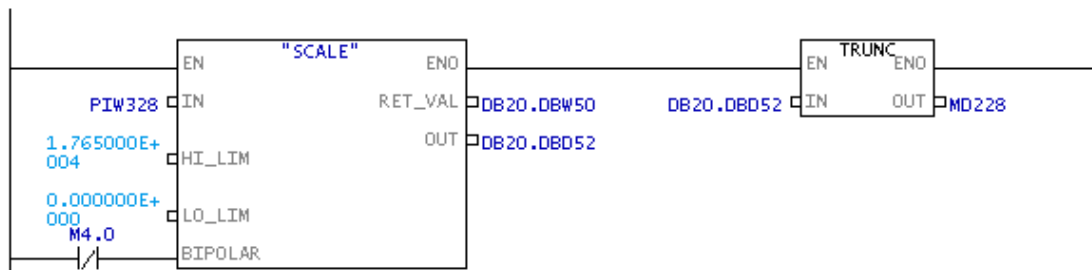 "SCALE"
EN
ENO
PIW328
IN
RET_VAL
DB20.DBW50
1.765000E+
004
HI_LIM
OUT
DB20.DBD52
0.000000E+
000
LO_LIM
M4.0
BIPOLAR
TRUNC
EN
ENO
DB20.DBD52
IN
OUT
MD228